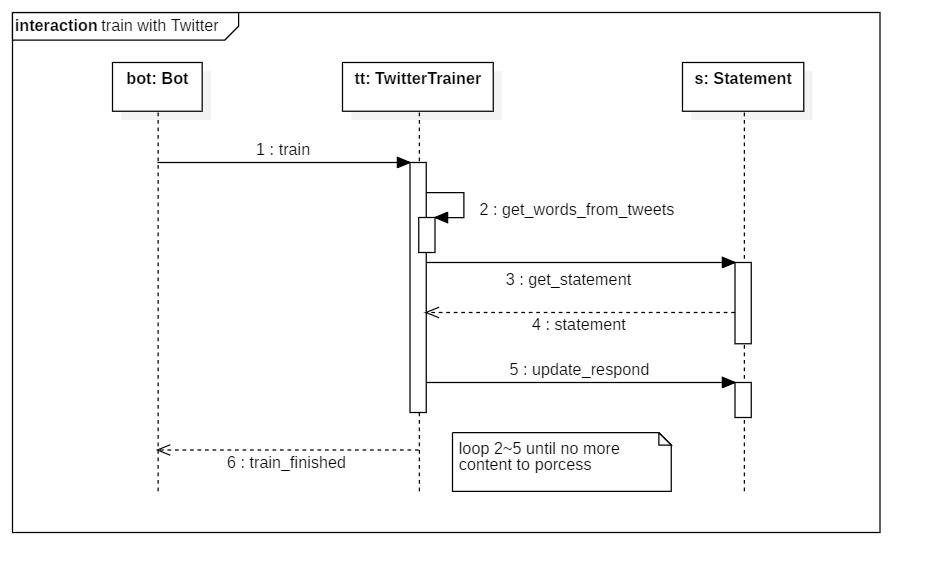 interaction train with Twitter
bot: Bot
tt: TwitterTrainer
s: Statement
1 : train
2 : get_words_from_tweets
3 : get_statement
4 : statement
5 : update_respond
loop 2~5 until no more
content to porcess
6 : train_finished